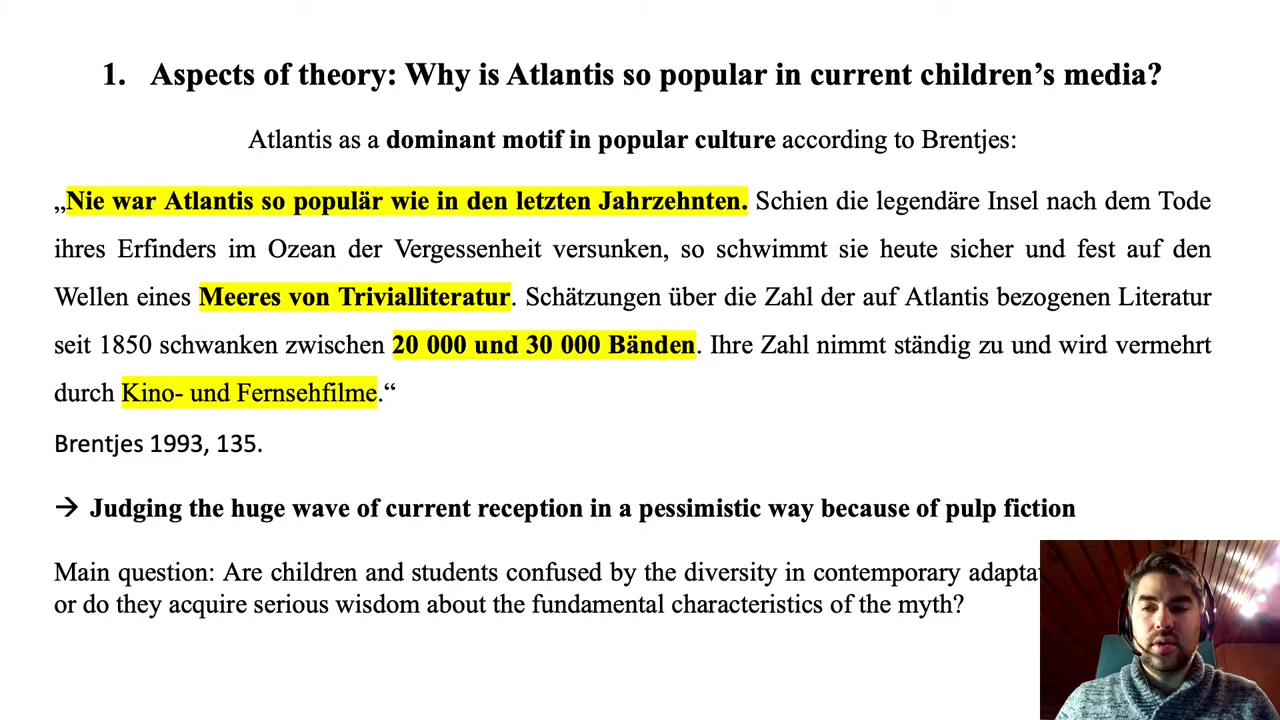 1. Aspects of theory: Why is Atlantis so popular in current children’s media?
Atlantis as a dominant motif in popular culture according to Brentjes:
„Nie war Atlantis so populär wie in den letzten Jahrzehnten. Schien die legendäre Insel nach dem Tode
ihres Erfinders im Ozean der Vergessenheit versunken, so schwimmt sie heute sicher und fest auf den
Wellen eines Meeres von Trivialliteratur. Schätzungen über die Zahl der auf Atlantis bezogenen Literatur
seit 1850 schwanken zwischen 20 000 und 30 000 Bänden. Ihre Zahl nimmt ständig zu und wird vermehrt
durch Kino- und Fernsehfilme.“
Brentjes 1993, 135.
→ Judging the huge wave of current reception in a pessimistic way because of pulp fiction
Main question: Are children and students confused by the diversity in contemporary
or do they acquire serious wisdom about the fundamental characteristics of the myth?